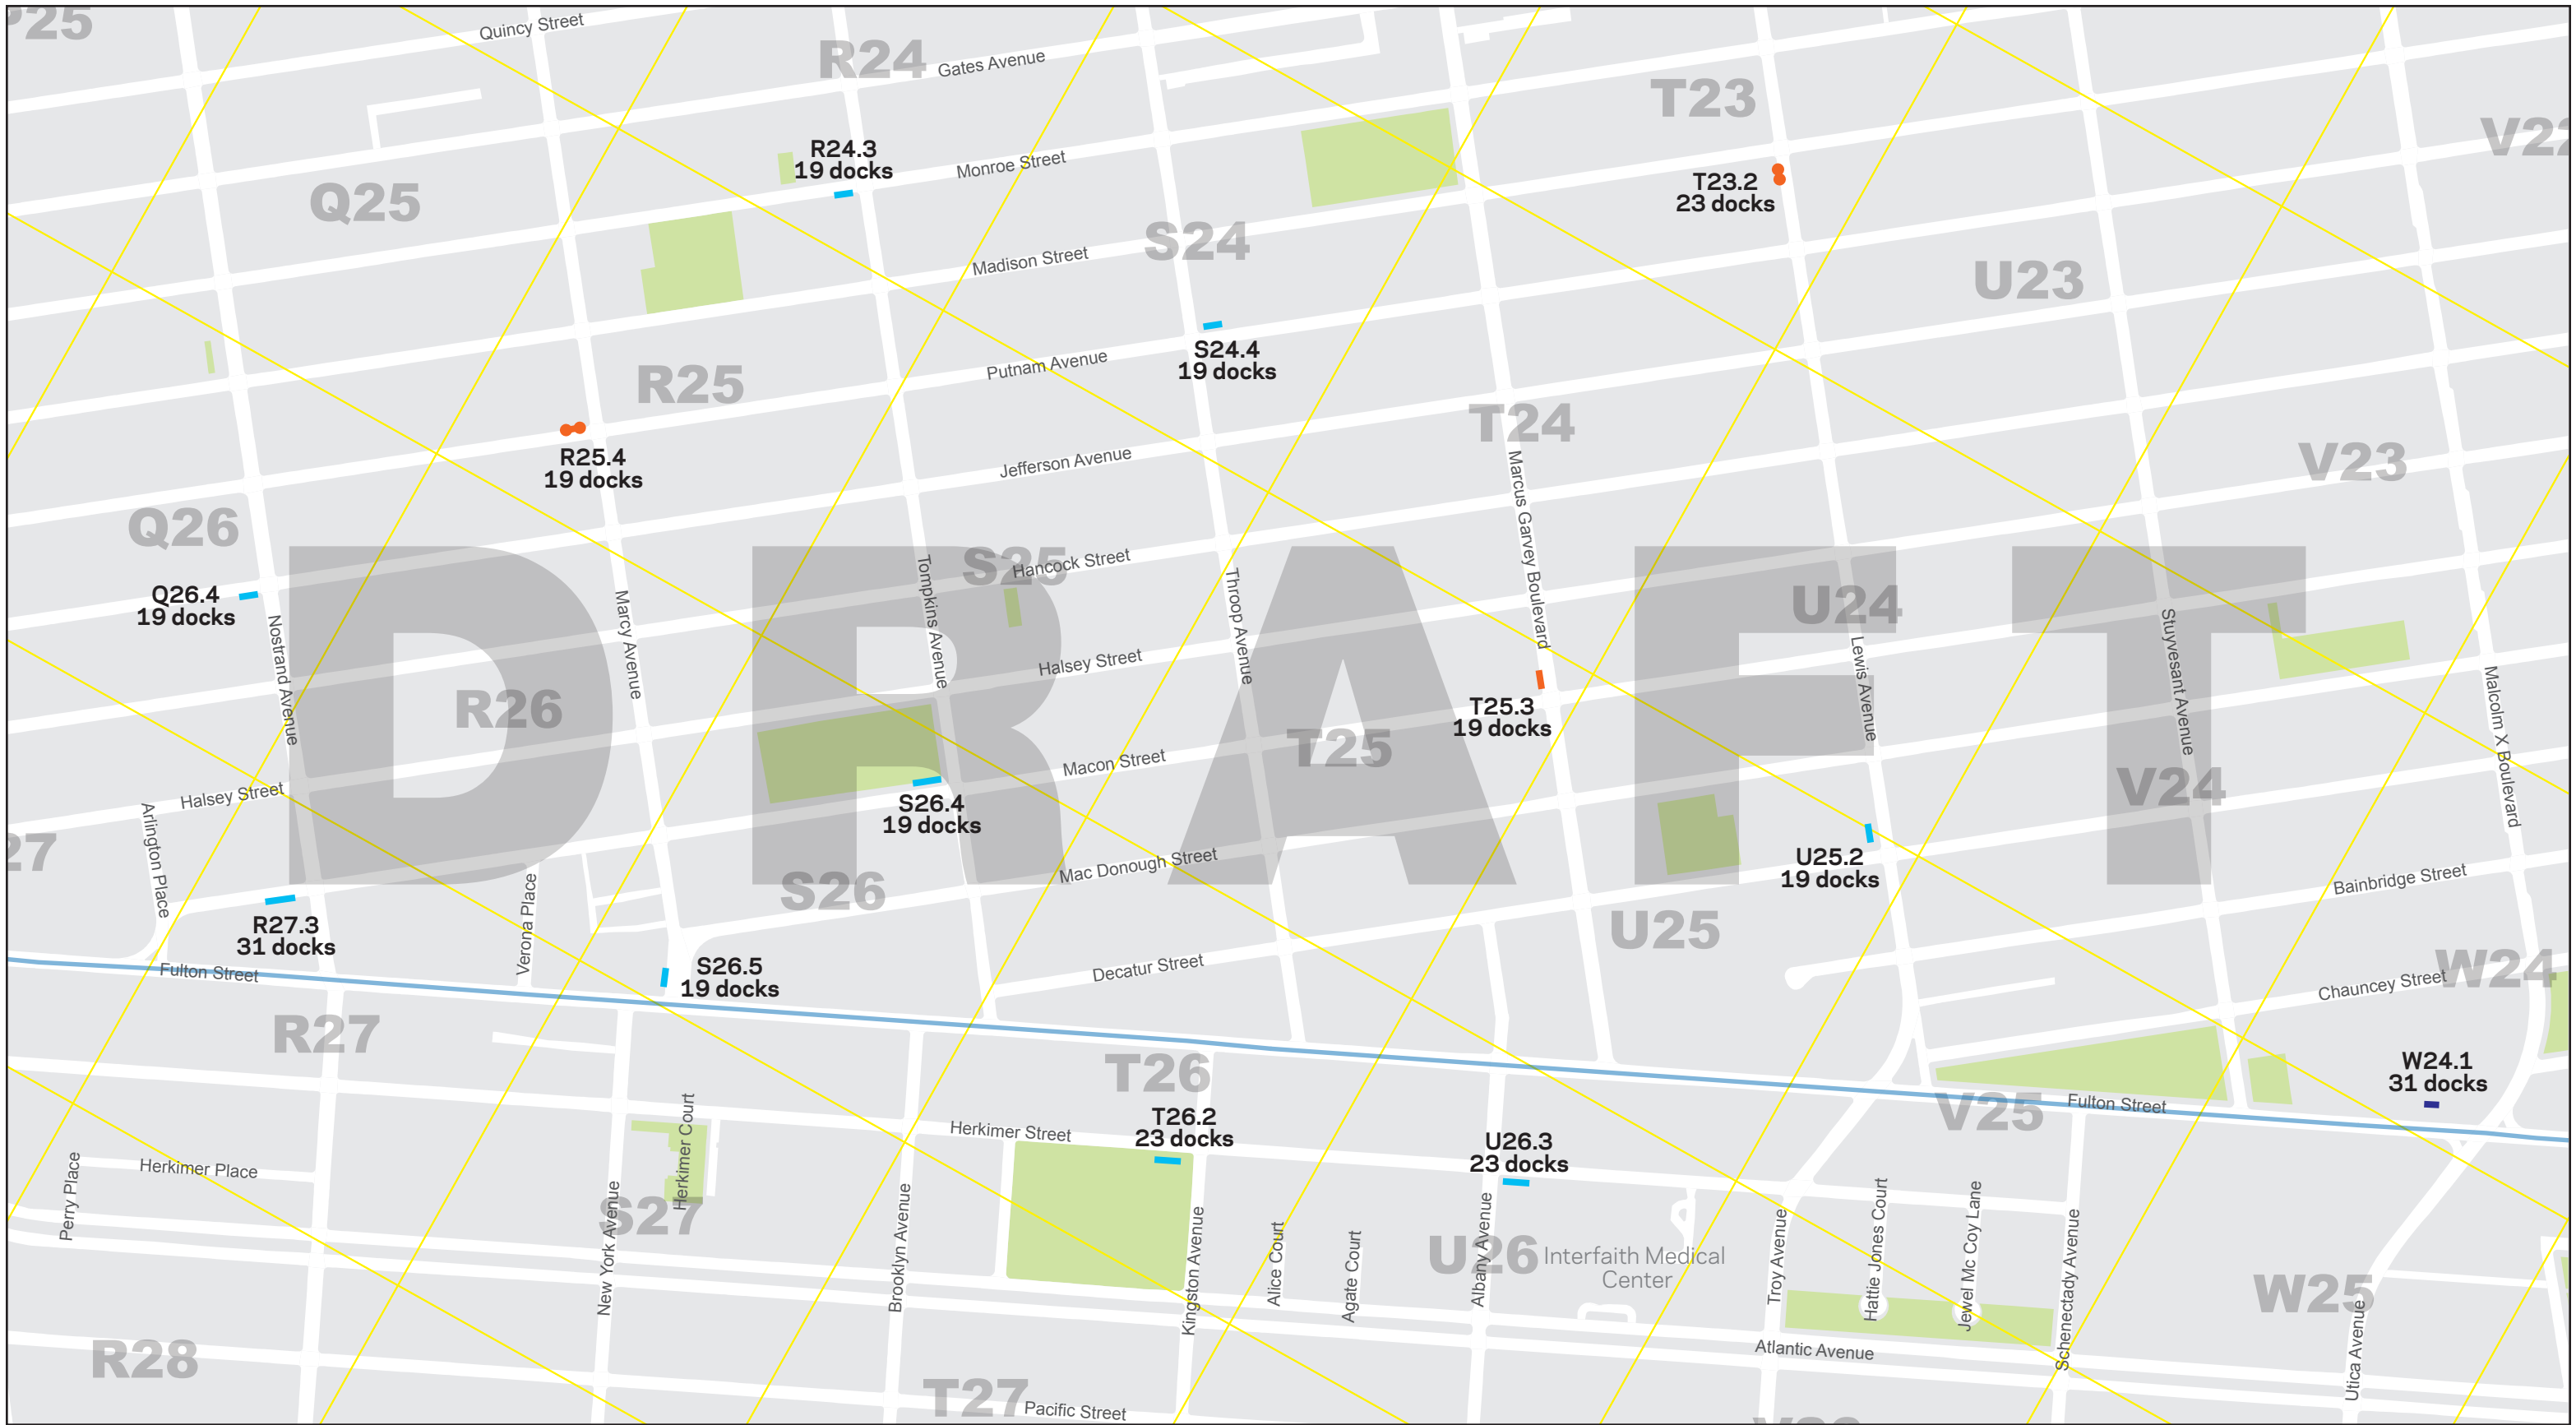 P25
Quincy Street
R24
Gates Avenue
T23
V22
R24.3
19 docks
Monroe Street
Q25
T23.2
23 docks
Madison Street
S24
U23
S24.4
19 docks
Putnam Avenue
R25
T24
R25.4
19 docks
Jefferson Avenue
V23
Q26
S25
Hancock Street
Marcus Garvey Boulevard
DRAFT
Q26.4
19 docks
Nostrand Avenue
Marcy Avenue
Tompkins Avenue
Throop Avenue
U24
Lewis Avenue
Stuyvesant Avenue
Malcolm X Boulevard
Halsey Street
R26
T25.3
19 docks
T25
Macon Street
V24
Halsey Street
Arlington Place
S26.4
19 docks
27
Mac Donough Street
U25.2
19 docks
S26
Bainbridge Street
Verona Place
R27.3
31 docks
U25
Fulton Street
S26.5
19 docks
Decatur Street
W24
Chauncey Street
R27
T26
W24.1
31 docks
V25
Fulton Street
T26.2
23 docks
Herkimer Street
U26.3
23 docks
Herkimer Place
Perry Place
Herkimer Court
S27
New York Avenue
Brooklyn Avenue
Kingston Avenue
Alice Court
Agate Court
U26
Albany Avenue
Interfaith Medical
Center
Troy Avenue
Hattie Jones Court
Jewel Mc Coy Lane
Schenectady Avenue
W25
Utica Avenue
R28
Atlantic Avenue
T27
Pacific Street